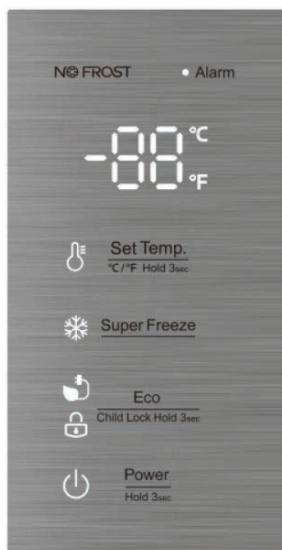 NO FROST
Alarm
-88
°C
°F
Set Temp.
°C/°F Hold 3sec
Super Freeze
Eco
Child Lock Hold 3sec
Power
Hold 3sec